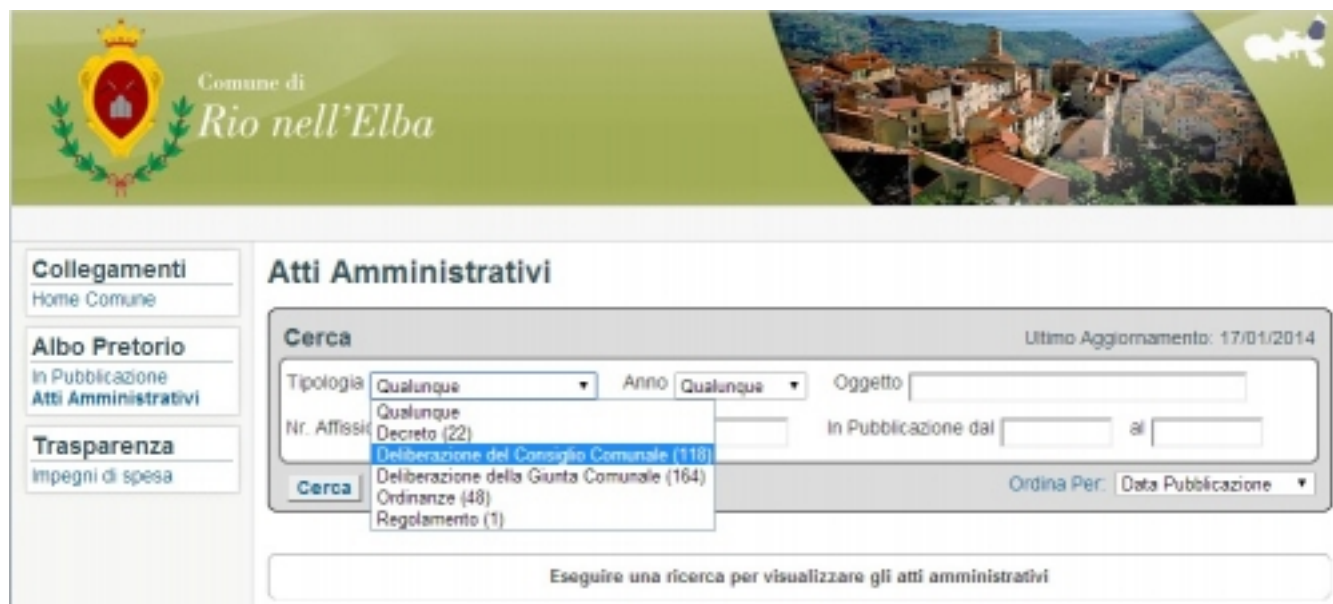 Comune di
Rio nell'Elba
Collegamenti
Home Comune
Albo Pretorio
In Pubblicazione
Atti Amministrativi
Trasparenza
Impegni di spesa
Atti Amministrativi
Cerca
Ultimo Aggiornamento: 17/01/2014
Tipologia Qualunque Anno Qualunque Oggetto
Qualunque
Nr. In Pubblicazione dal al
Decreto (22)
Deliberazione del Consiglio Comunale (118)
Deliberazione della Giunta Comunale (164)
Ordinanze (48)
Regolamento (1)
Cerca
Ordina Per: Data Pubblicazione
Eseguire una ricerca per visualizzare gli atti amministrativi